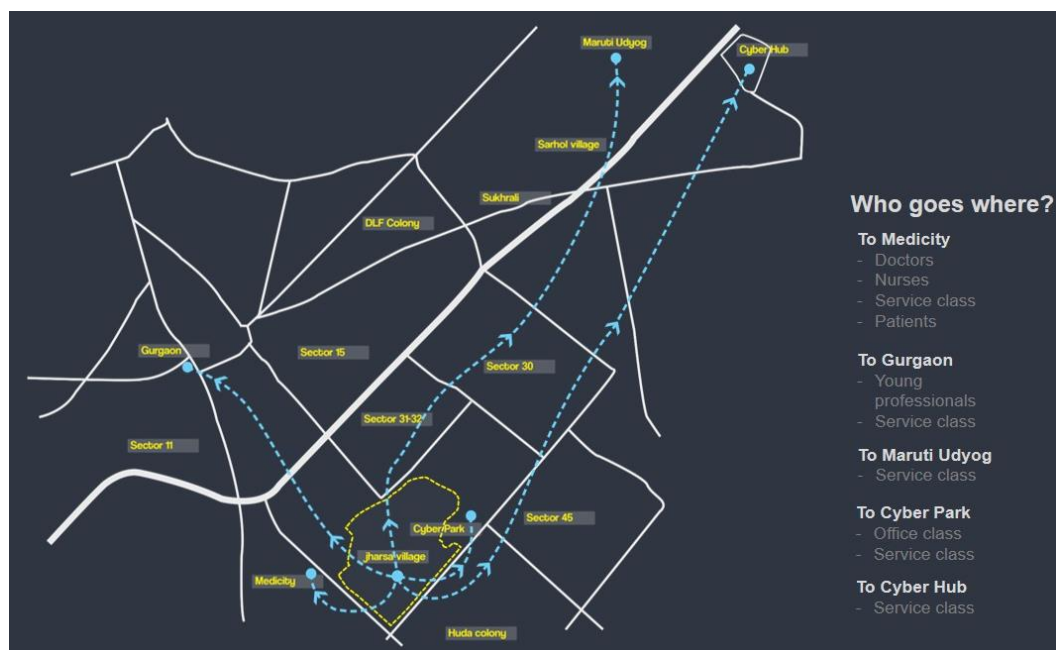 Maruti Udyog
Cyber Hub
Sarhol village
Sukhrali
DLF Colony
Gurgaon
Sector 15
Sector 30
Sector 31-32
Sector 11
Cyber Park
Sector 45
jharsa village
Medicity
Huda colony
Who goes where?
To Medicity
- Doctors
- Nurses
- Service class
- Patients
To Gurgaon
- Young
professionals
- Service class
To Maruti Udyog
- Service class
To Cyber Park
- Office class
- Service class
To Cyber Hub
- Service class